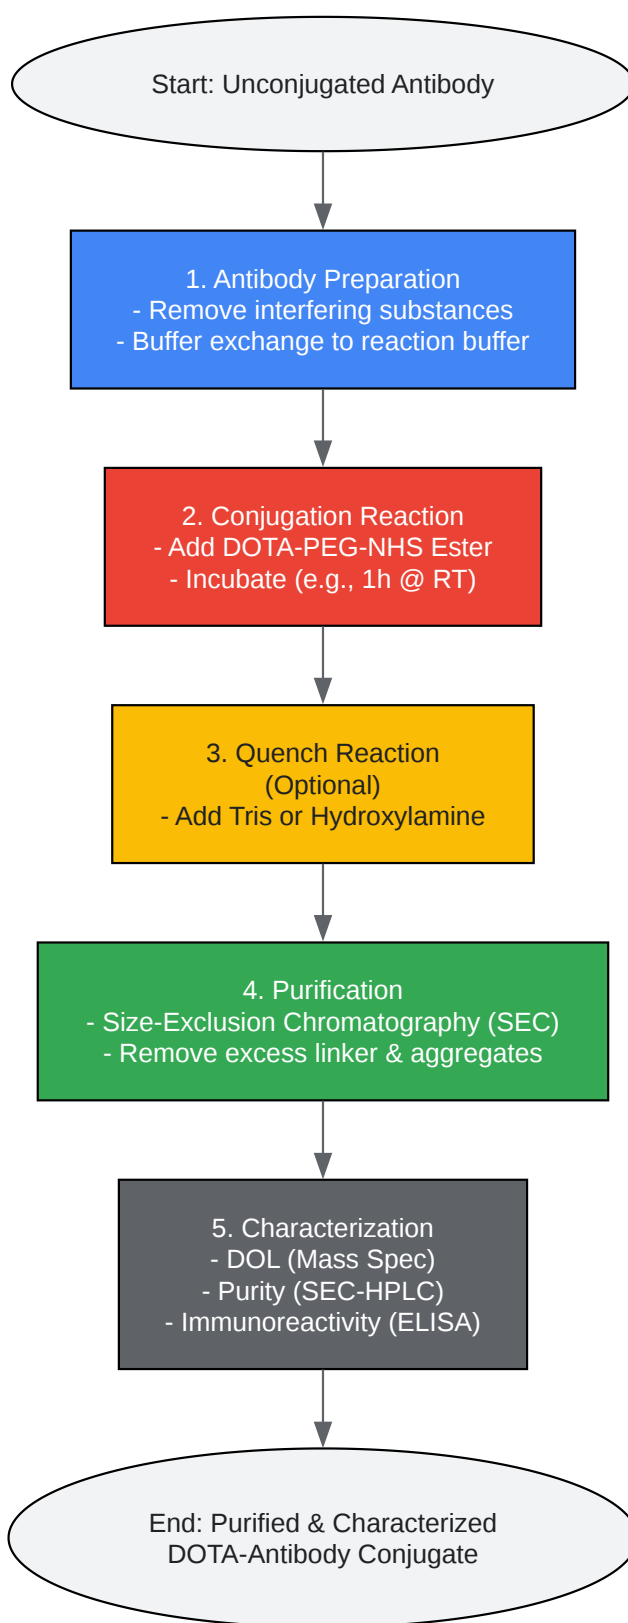 Start: Unconjugated Antibody
1. Antibody Preparation
- Remove interfering substances
- Buffer exchange to reaction buffer
2. Conjugation Reaction
- Add DOTA-PEG-NHS Ester
- Incubate (e.g., 1h @ RT)
3. Quench Reaction
(Optional)
- Add Tris or Hydroxylamine
4. Purification
- Size-Exclusion Chromatography (SEC)
- Remove excess linker & aggregates
5. Characterization
- DOL (Mass Spec)
- Purity (SEC-HPLC)
- Immunoreactivity (ELISA)
End: Purified & Characterized
DOTA-Antibody Conjugate